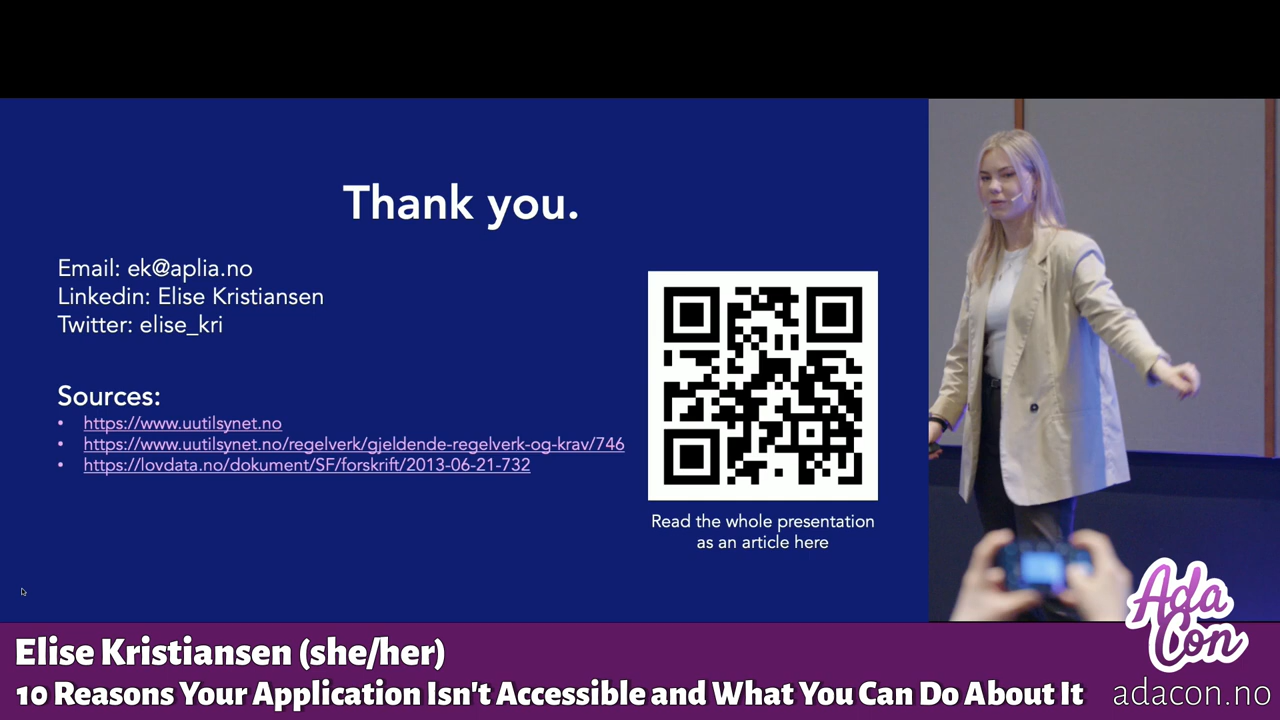 Thank you.
Email: ek@aplia.no
Linkedin: Elise Kristiansen
Twitter: elise_kri
Sources:
• https://www.uutilsynet.no
• https://www.uutilsynet.no/regelverk/gjeldende-regelverk-og-krav/746
• https://lovdata.no/dokument/SF/forskrift/2013-06-21-732
Read the whole presentation
as an article here
Ada
Con
Elise Kristiansen (she/her)
10 Reasons Your Application Isn't Accessible and What You Can Do About It
adacon.no